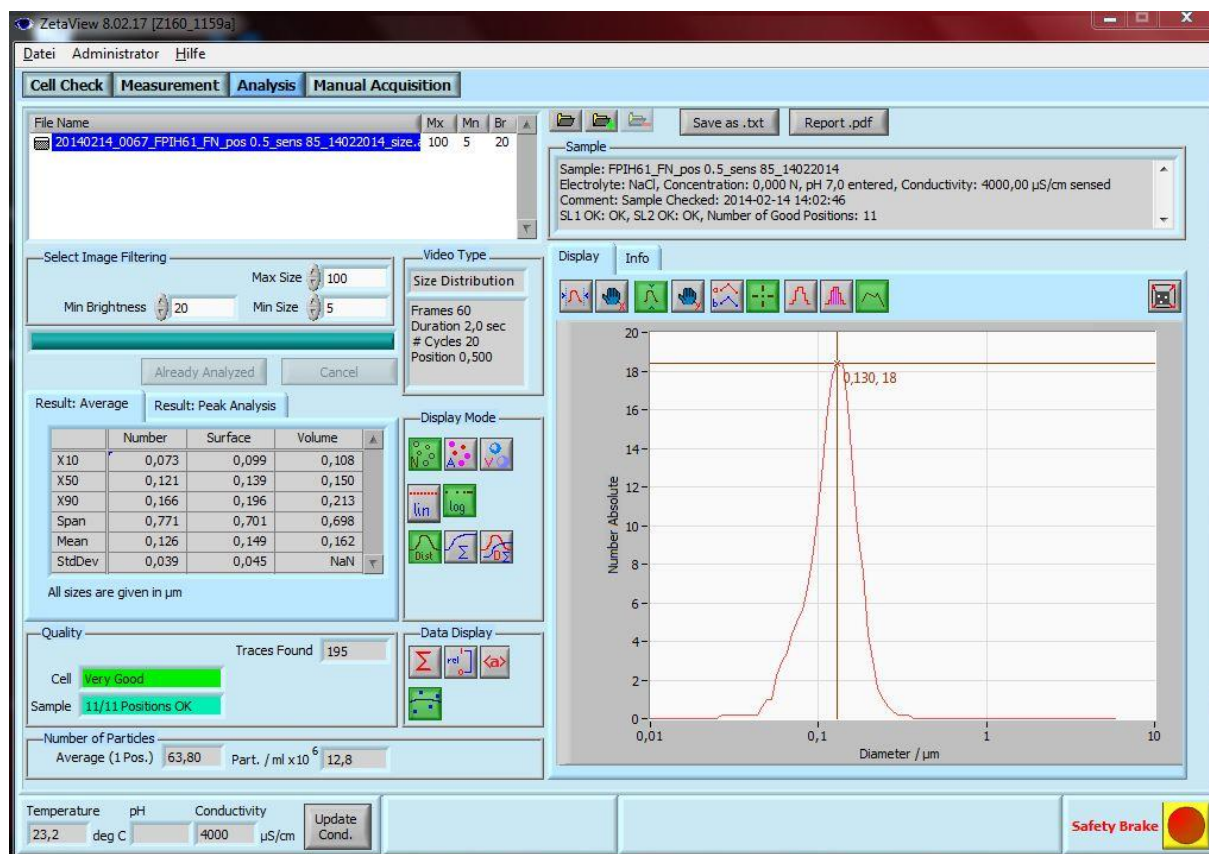 ZetaView 8.02.17 [Z160_1159a]
Datei Administrator Hilfe
Cell Check Measurement Analysis Manual Acquisition
File Name Mx Mn Br
20140214_0067_FPIH61_FN_pos 0.5_sens 85_14022014_size.a 100 5 20
Save as .txt Report .pdf
Sample
Sample: FPIH61_FN_pos 0.5_sens 85_14022014
Electrolyte: NaCl, Concentration: 0,000 N, pH 7,0 entered, Conductivity: 4000,00 µS/cm sensed
Comment: Sample Checked: 2014-02-14 14:02:46
SL1 OK: OK, SL2 OK: OK, Number of Good Positions: 11
Select Image Filtering
Max Size 100
Min Brightness 20 Min Size 5
Already Analyzed Cancel
Video Type
Size Distribution
Frames 60
Duration 2,0 sec
# Cycles 20
Position 0,500
Result: Average Result: Peak Analysis
Number Surface Volume
X10 0,073 0,099 0,108
X50 0,121 0,139 0,150
X90 0,166 0,196 0,213
Span 0,771 0,701 0,698
Mean 0,126 0,149 0,162
StdDev 0,039 0,045 NaN
All sizes are given in µm
Display Mode
N A V
lin log
Dist Σ D Σ
Quality
Traces Found 195
Cell Very Good
Sample 11/11 Positions OK
Data Display
Σ rel 0 <a>
Number of Particles
Average (1 Pos.) 63,80 Part. / ml x10 6 12,8
Display Info
20
18
16
14
12
10
8
6
4
2
0
Number Absolute
0,130, 18
0,01 0,1 1 10
Diameter / µm
Temperature pH Conductivity
23,2 deg C 4000 µS/cm
Update
Cond.
Safety Brake